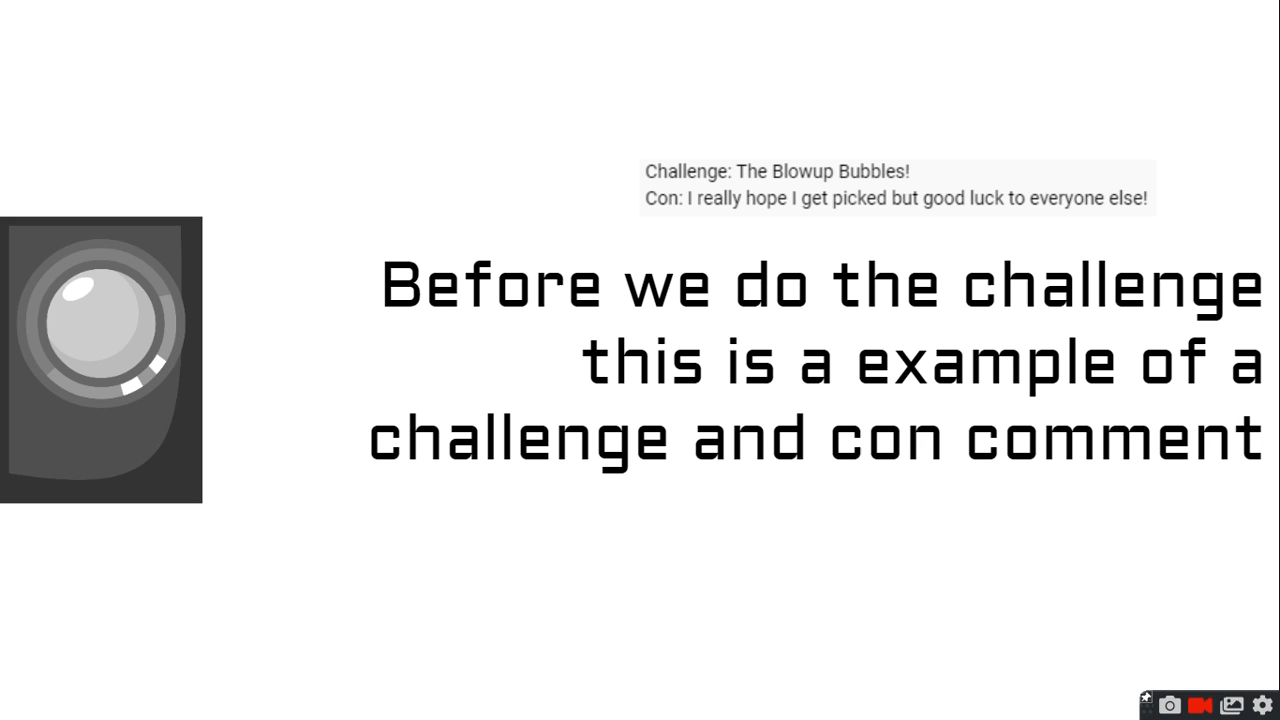 Challenge: The Blowup Bubbles!
Con: I really hope I get picked but good luck to everyone else!
Before we do the challenge
this is a example of a
challenge and con comment